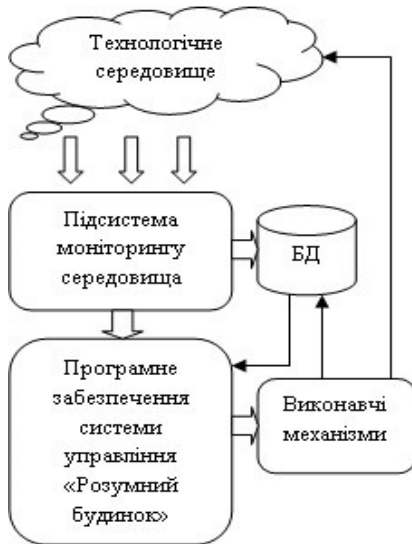 Технологічне
середовище
Підсистема
моніторингу
середовища
БД
Програмне
забезпечення
системи
управління
«Розумний
будинок»
Виконавчі
механізми